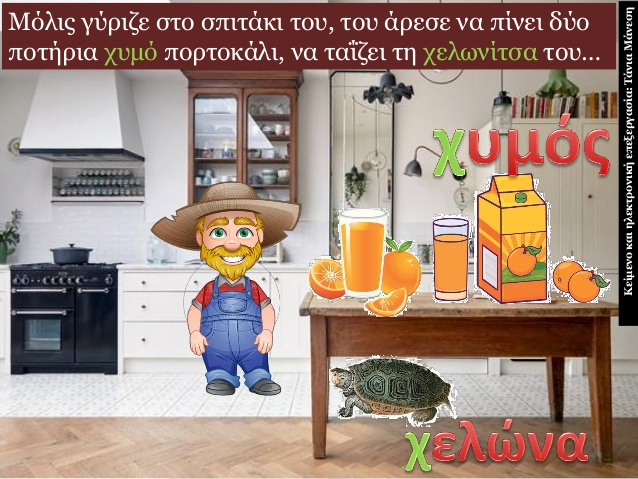 Μόλις γύριζε στο σπιτάκι του, του άρεσε να πίνει δύο
ποτήρια χυμό πορτοκάλι, να ταΐζει τη χελωνίτσα του...
χυμός
χελώνα
Κείμενο και ηλεκτρονική επεξεργασία: Τάνια Μάνεση